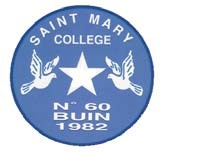 SAINT MARY
COLLEGE
N° 60
BUIN
1982